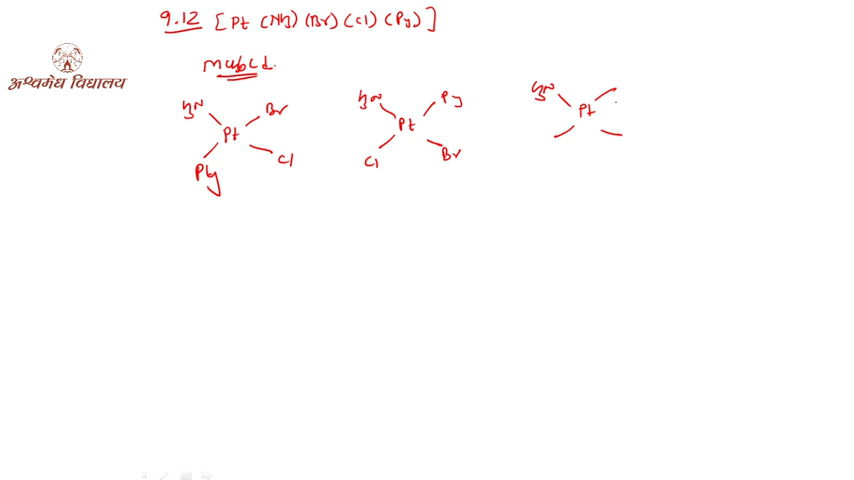 9.12 [Pt (NH3) (Br) (Cl) (Py)]
अश्वमेध विद्यालय
Mabcd.
H3N Br
Pt
Py Cl
H3N Py
Pt
Cl Br
H3N
Pt